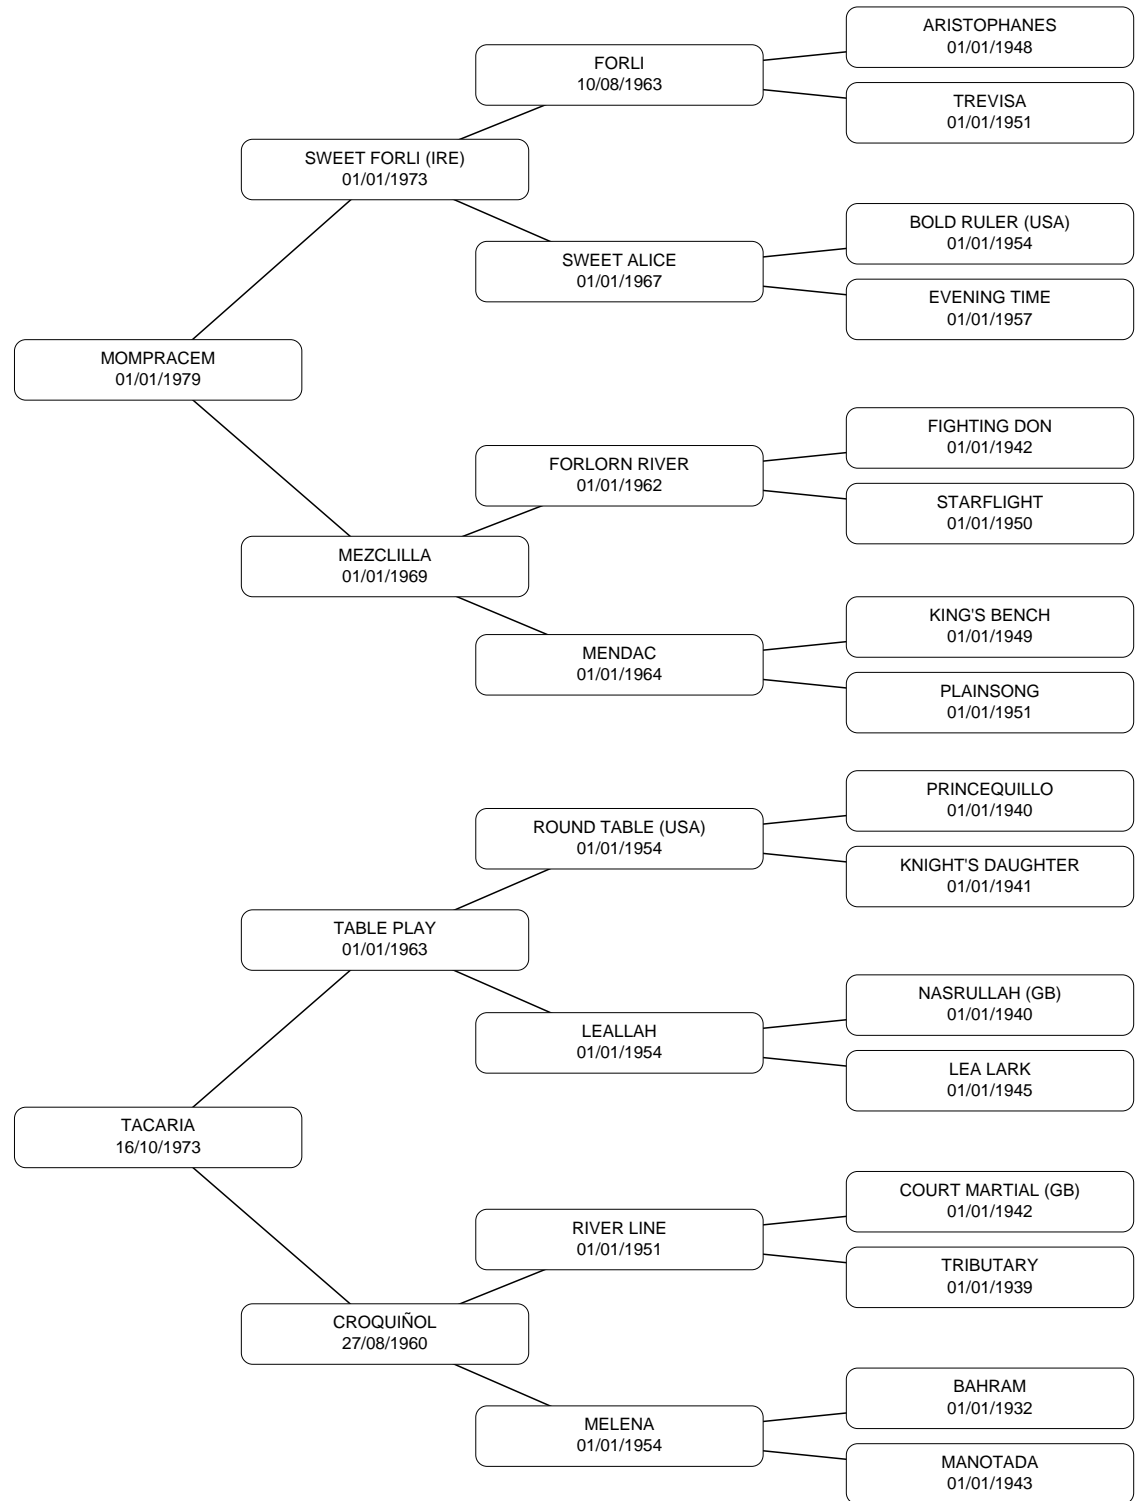 ARISTOPHANES
01/01/1948
FORLI
10/08/1963
TREVISA
01/01/1951
SWEET FORLI (IRE)
01/01/1973
BOLD RULER (USA)
01/01/1954
SWEET ALICE
01/01/1967
EVENING TIME
01/01/1957
MOMPRACEM
01/01/1979
FIGHTING DON
01/01/1942
FORLORN RIVER
01/01/1962
STARFLIGHT
01/01/1950
MEZCLILLA
01/01/1969
KING'S BENCH
01/01/1949
MENDAC
01/01/1964
PLAINSONG
01/01/1951
PRINCEQUILLO
01/01/1940
ROUND TABLE (USA)
01/01/1954
KNIGHT'S DAUGHTER
01/01/1941
TABLE PLAY
01/01/1963
NASRULLAH (GB)
01/01/1940
LEALLAH
01/01/1954
LEA LARK
01/01/1945
TACARIA
16/10/1973
COURT MARTIAL (GB)
01/01/1942
RIVER LINE
01/01/1951
TRIBUTARY
01/01/1939
CROQUIÑOL
27/08/1960
BAHRAM
01/01/1932
MELENA
01/01/1954
MANOTADA
01/01/1943